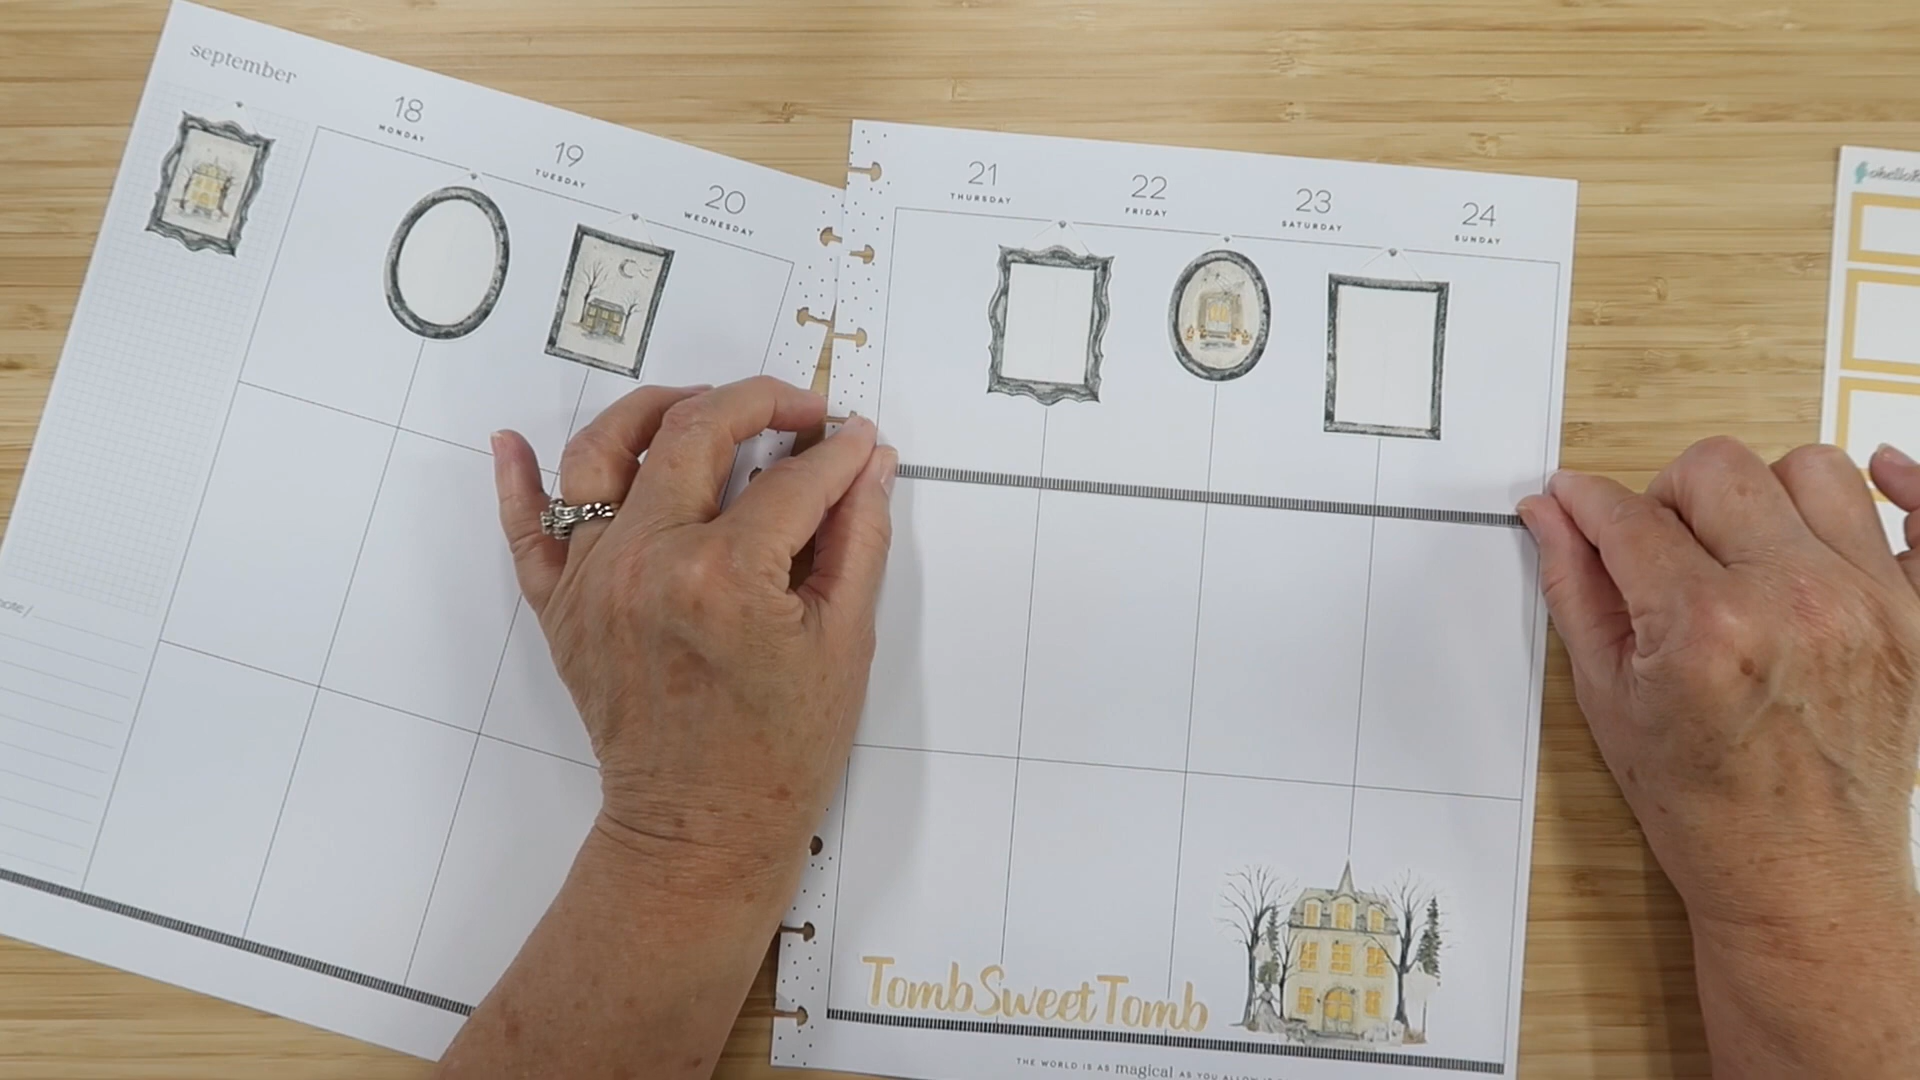 september
18
MONDAY
19
TUESDAY
20
WEDNESDAY
note /
21
THURSDAY
22
FRIDAY
23
SATURDAY
24
SUNDAY
Tomb Sweet Tomb
THE WORLD IS AS magical AS YOU ALLOW